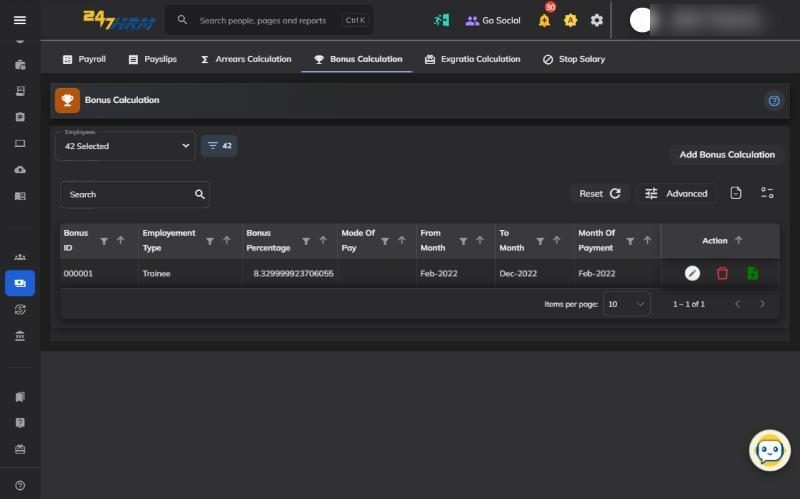 247HRM
Search people, pages and reports Ctrl K
Go Social
30
A
Payroll Payslips Arrears Calculation Bonus Calculation Exgratia Calculation Stop Salary
Bonus Calculation
Employees
42 Selected
42
Add Bonus Calculation
Search
Reset Advanced
Bonus ID Employement Type Bonus Percentage Mode Of Pay From Month To Month Month Of Payment Action
000001 Trainee 8.329999923706055 Feb-2022 Dec-2022 Feb-2022
Items per page: 10 1 – 1 of 1